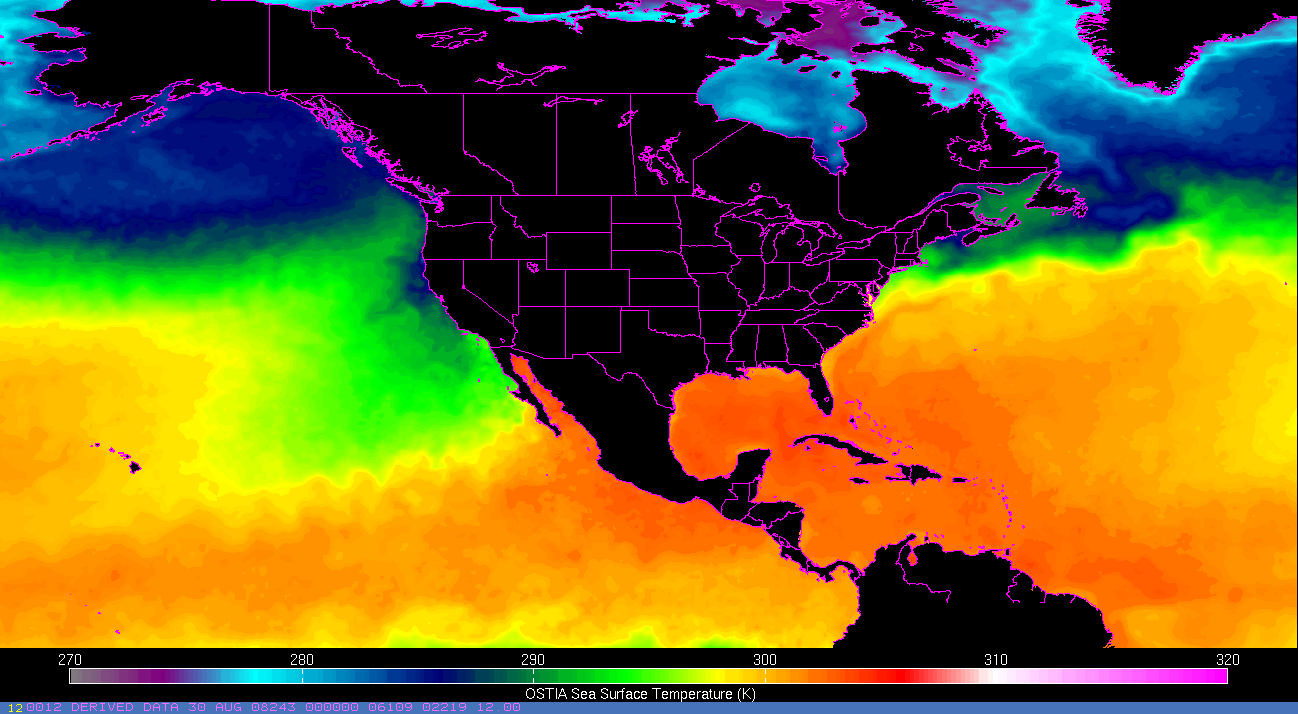 270 280 290 300 310 320
OSTIA Sea Surface Temperature (K)
12 0012 DERIVED DATA 30 AUG 08243 000000 06109 02219 12.00